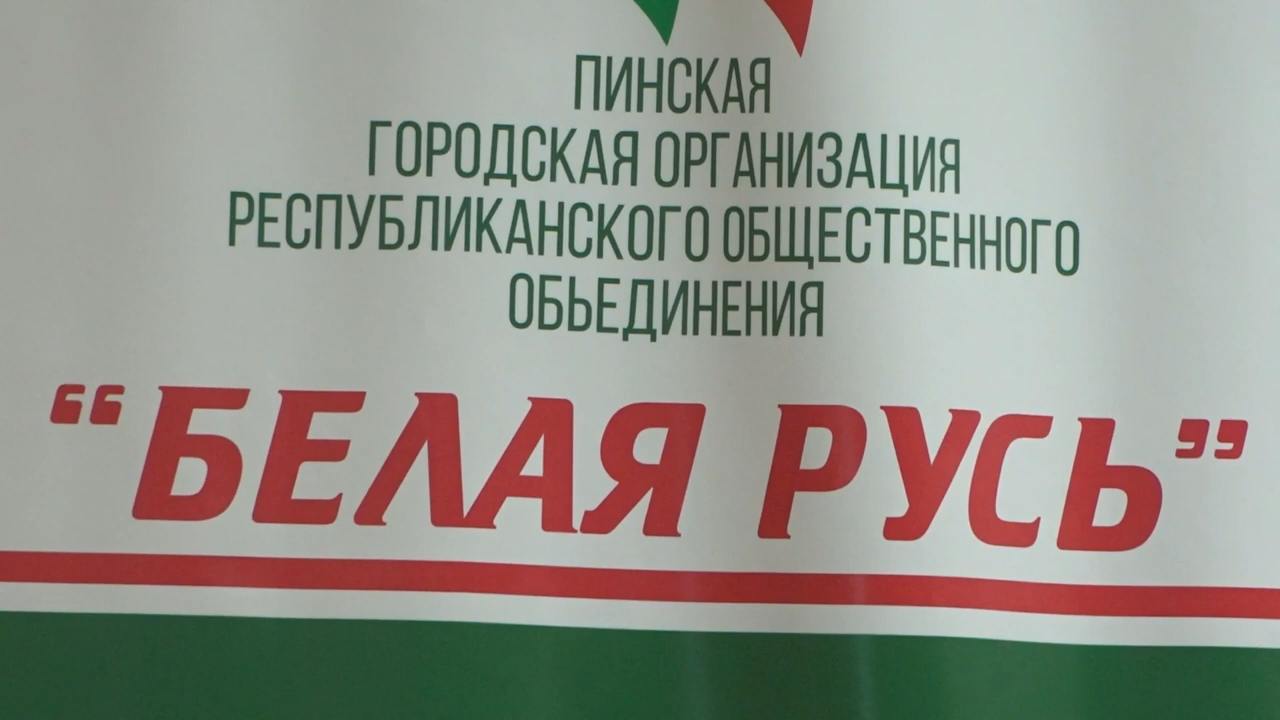 ПИНСКАЯ
ГОРОДСКАЯ ОРГАНИЗАЦИЯ
РЕСПУБЛИКАНСКОГО ОБЩЕСТВЕННОГО
ОБЬЕДИНЕНИЯ
“БЕЛАЯ РУСЬ”